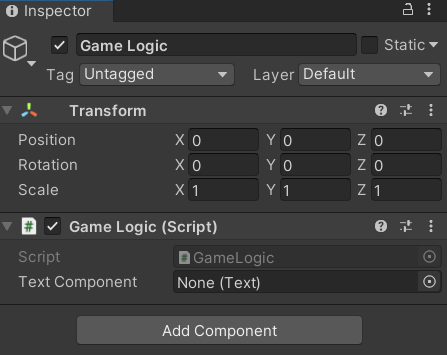 Inspector
Game Logic Static
Tag Untagged Layer Default
Transform
Position X 0 Y 0 Z 0
Rotation X 0 Y 0 Z 0
Scale X 1 Y 1 Z 1
# Game Logic (Script)
Script # GameLogic
Text Component None (Text)
Add Component